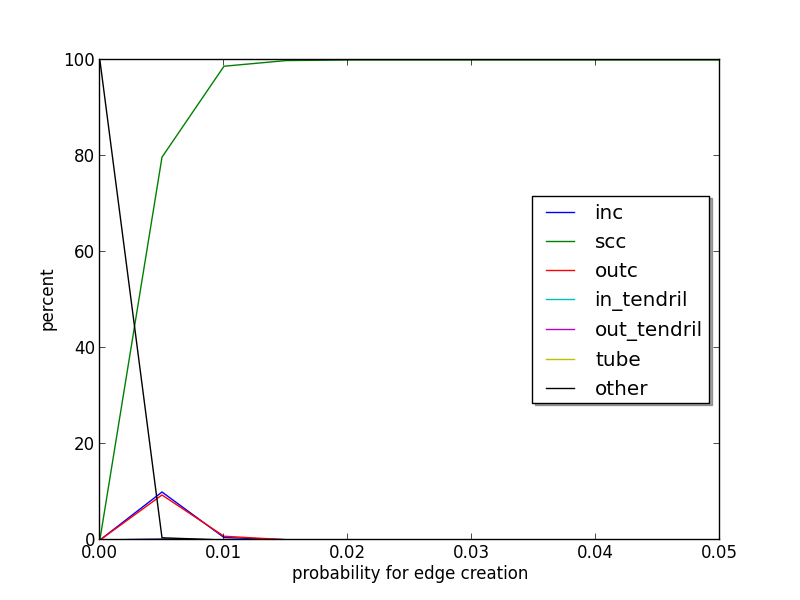 100
80
60
40
20
0
percent
inc
scc
outc
in_tendril
out_tendril
tube
other
0.00 0.01 0.02 0.03 0.04 0.05
probability for edge creation